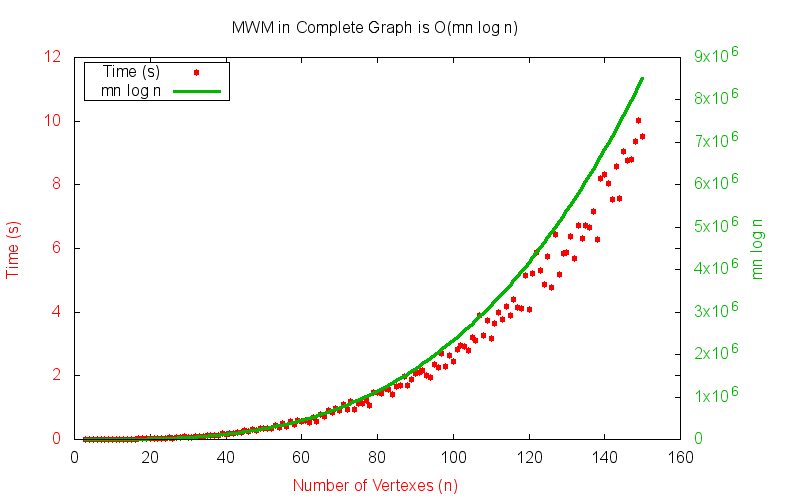 MWM in Complete Graph is O(mn log n)
Time (s)
mn log n
12
10
8
6
4
2
0
9x10^6
8x10^6
7x10^6
6x10^6
5x10^6
4x10^6
3x10^6
2x10^6
1x10^6
0
Time (s)
mn log n
0 20 40 60 80 100 120 140 160
Number of Vertexes (n)